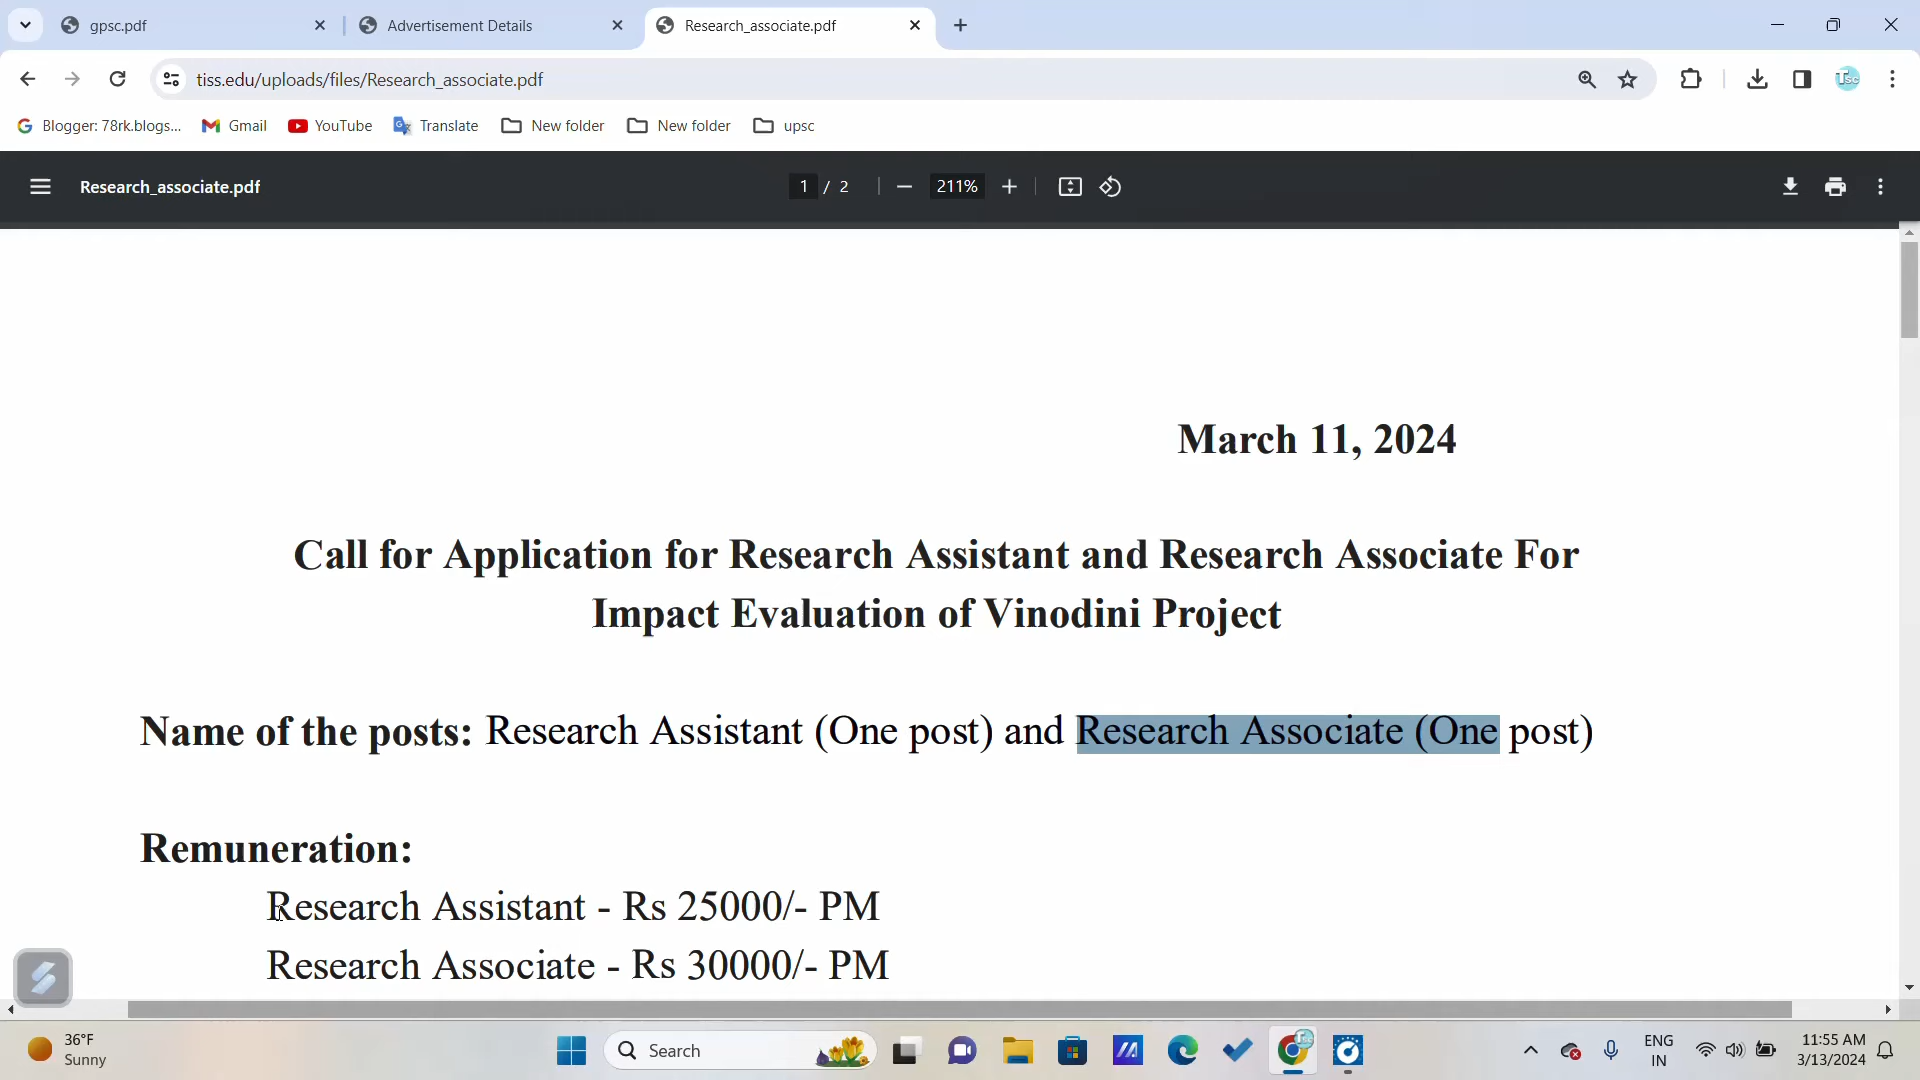 gpsc.pdf
Advertisement Details
Research_associate.pdf
tiss.edu/uploads/files/Research_associate.pdf
Tsc
Blogger: 78rk.blogs...
Gmail
YouTube
Translate
New folder
New folder
upsc
Research_associate.pdf
1 / 2
211%
March 11, 2024
Call for Application for Research Assistant and Research Associate For
Impact Evaluation of Vinodini Project
Name of the posts: Research Assistant (One post) and Research Associate (One post)
Remuneration:
Research Assistant - Rs 25000/- PM
Research Associate - Rs 30000/- PM
36°F
Sunny
Search
ENG
IN
11:55 AM
3/13/2024